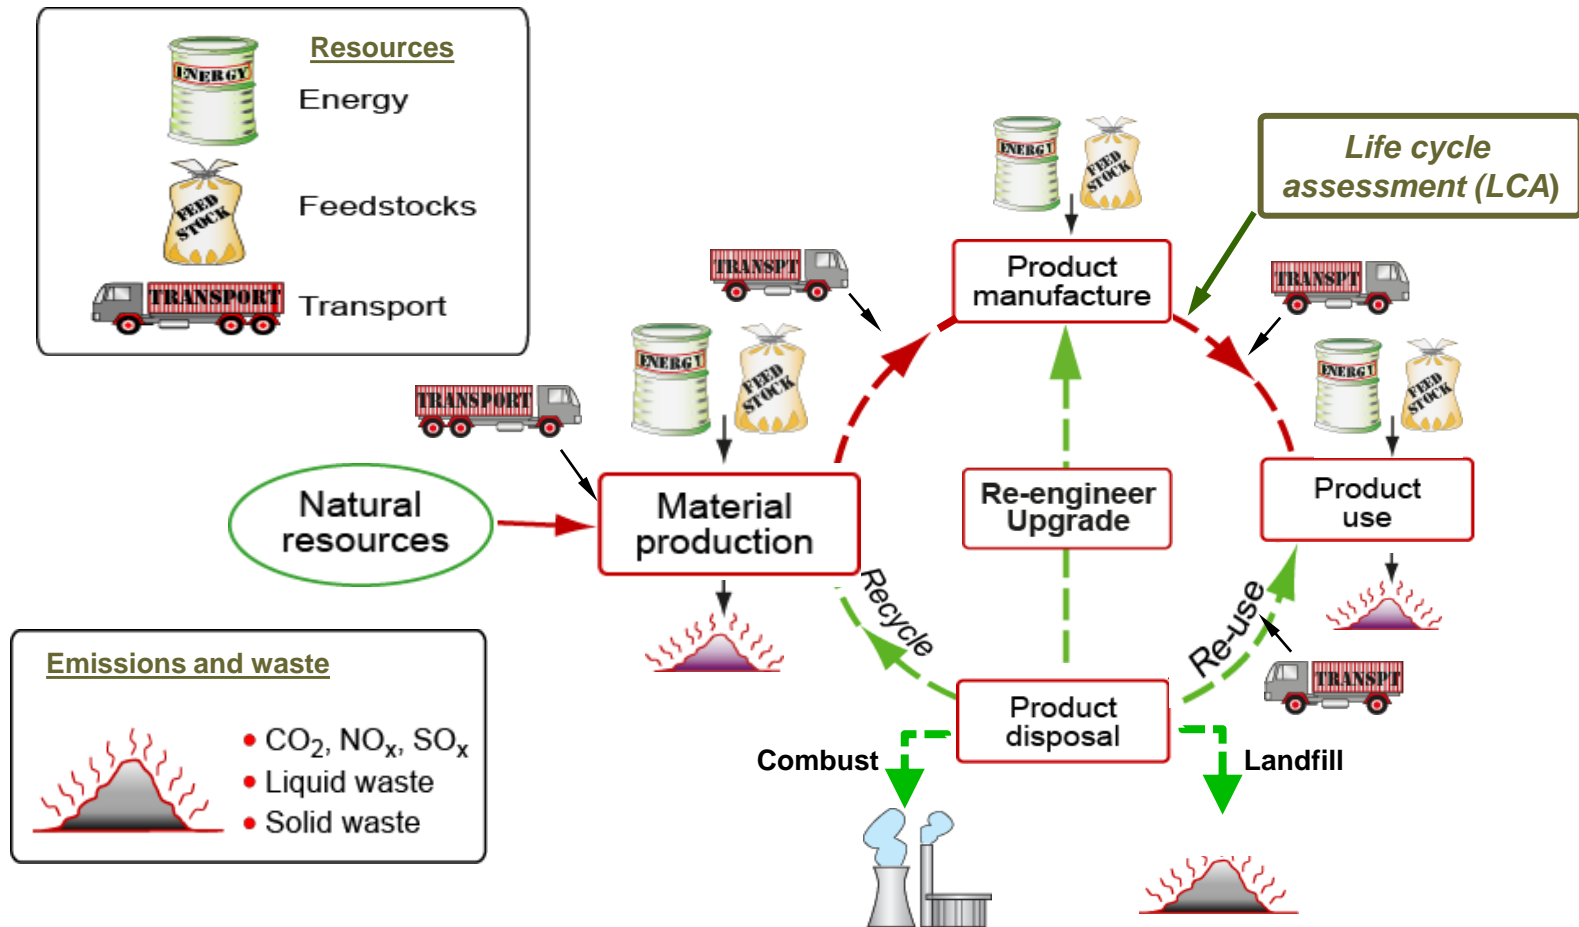 Resources
ENERGY
Energy
FEED
STOCK
Feedstocks
TRANSPORT
Transport
ENERGY
FEED
STOCK
Life cycle
assessment (LCA)
TRANSPT
Product
manufacture
TRANSPT
ENERGY
FEED
STOCK
ENERGY
FEED
STOCK
TRANSPORT
Natural
resources
Material
production
Re-engineer
Upgrade
Product
use
Recycle
Re-use
TRANSPT
Product
disposal
Combust
Landfill
Emissions and waste
• CO₂, NOₓ, SOₓ
• Liquid waste
• Solid waste